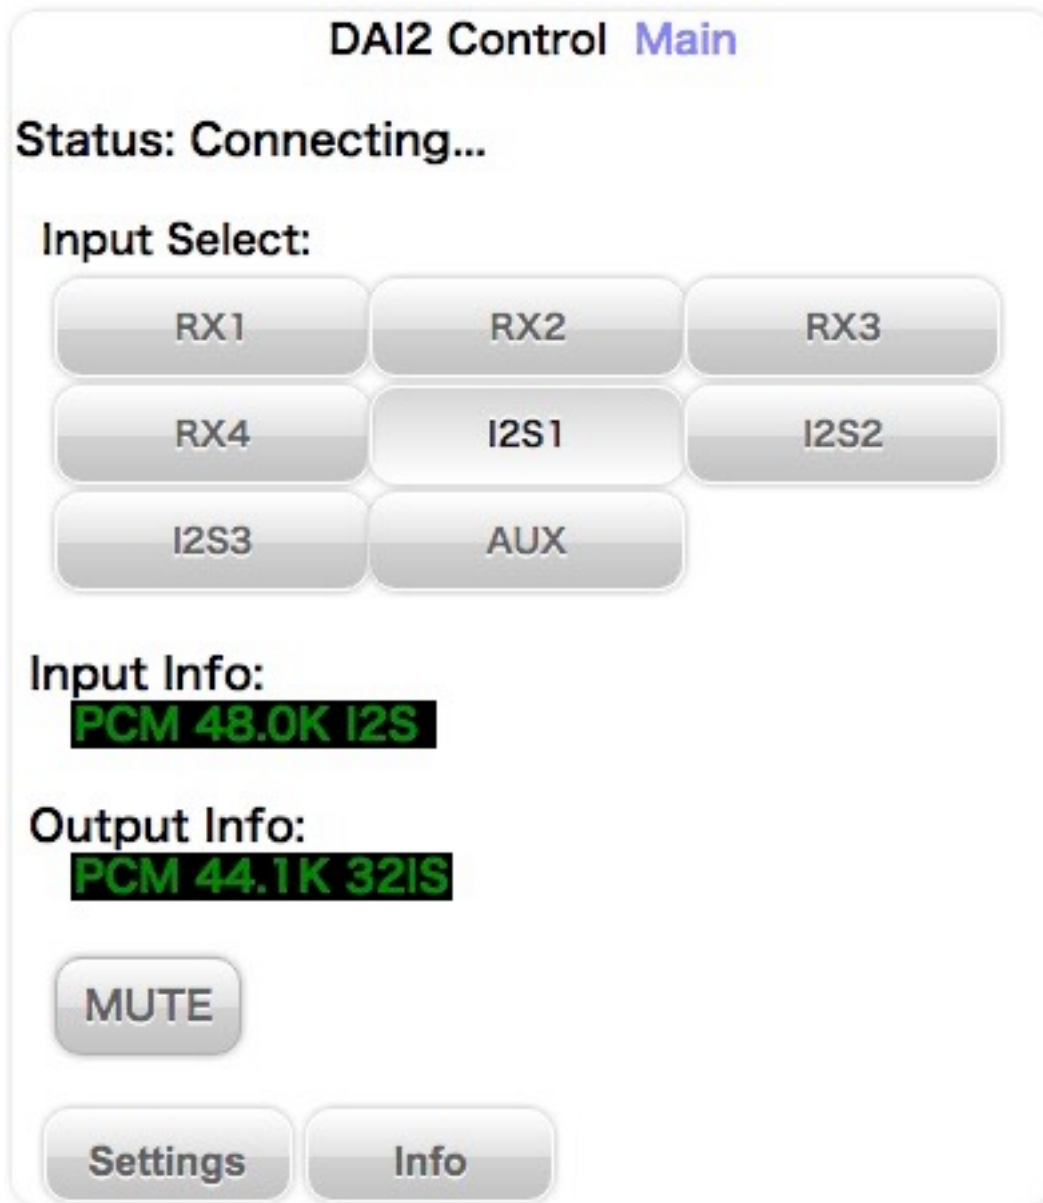 DAI2 Control Main
Status: Connecting...
Input Select:
RX1 RX2 RX3
RX4 I2S1 I2S2
I2S3 AUX
Input Info:
PCM 48.0K I2S
Output Info:
PCM 44.1K 32IS
MUTE
Settings Info